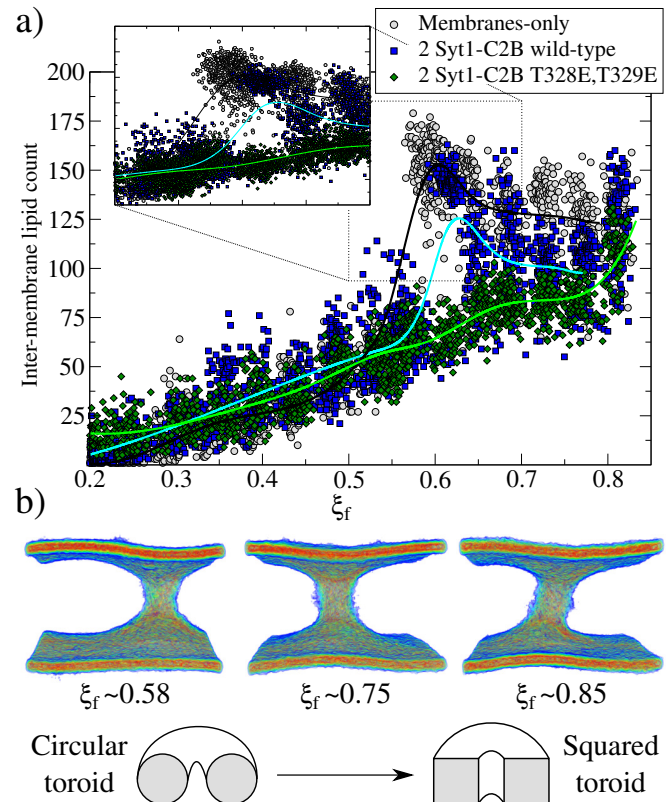 a)
Membranes-only
2 Syt1-C2B wild-type
2 Syt1-C2B T328E,T329E
Inter-membrane lipid count
200
175
150
125
100
75
50
25
0.2 0.3 0.4 0.5 0.6 0.7 0.8
ξf
b)
ξf ~0.58 ξf ~0.75 ξf ~0.85
Circular toroid
Squared toroid